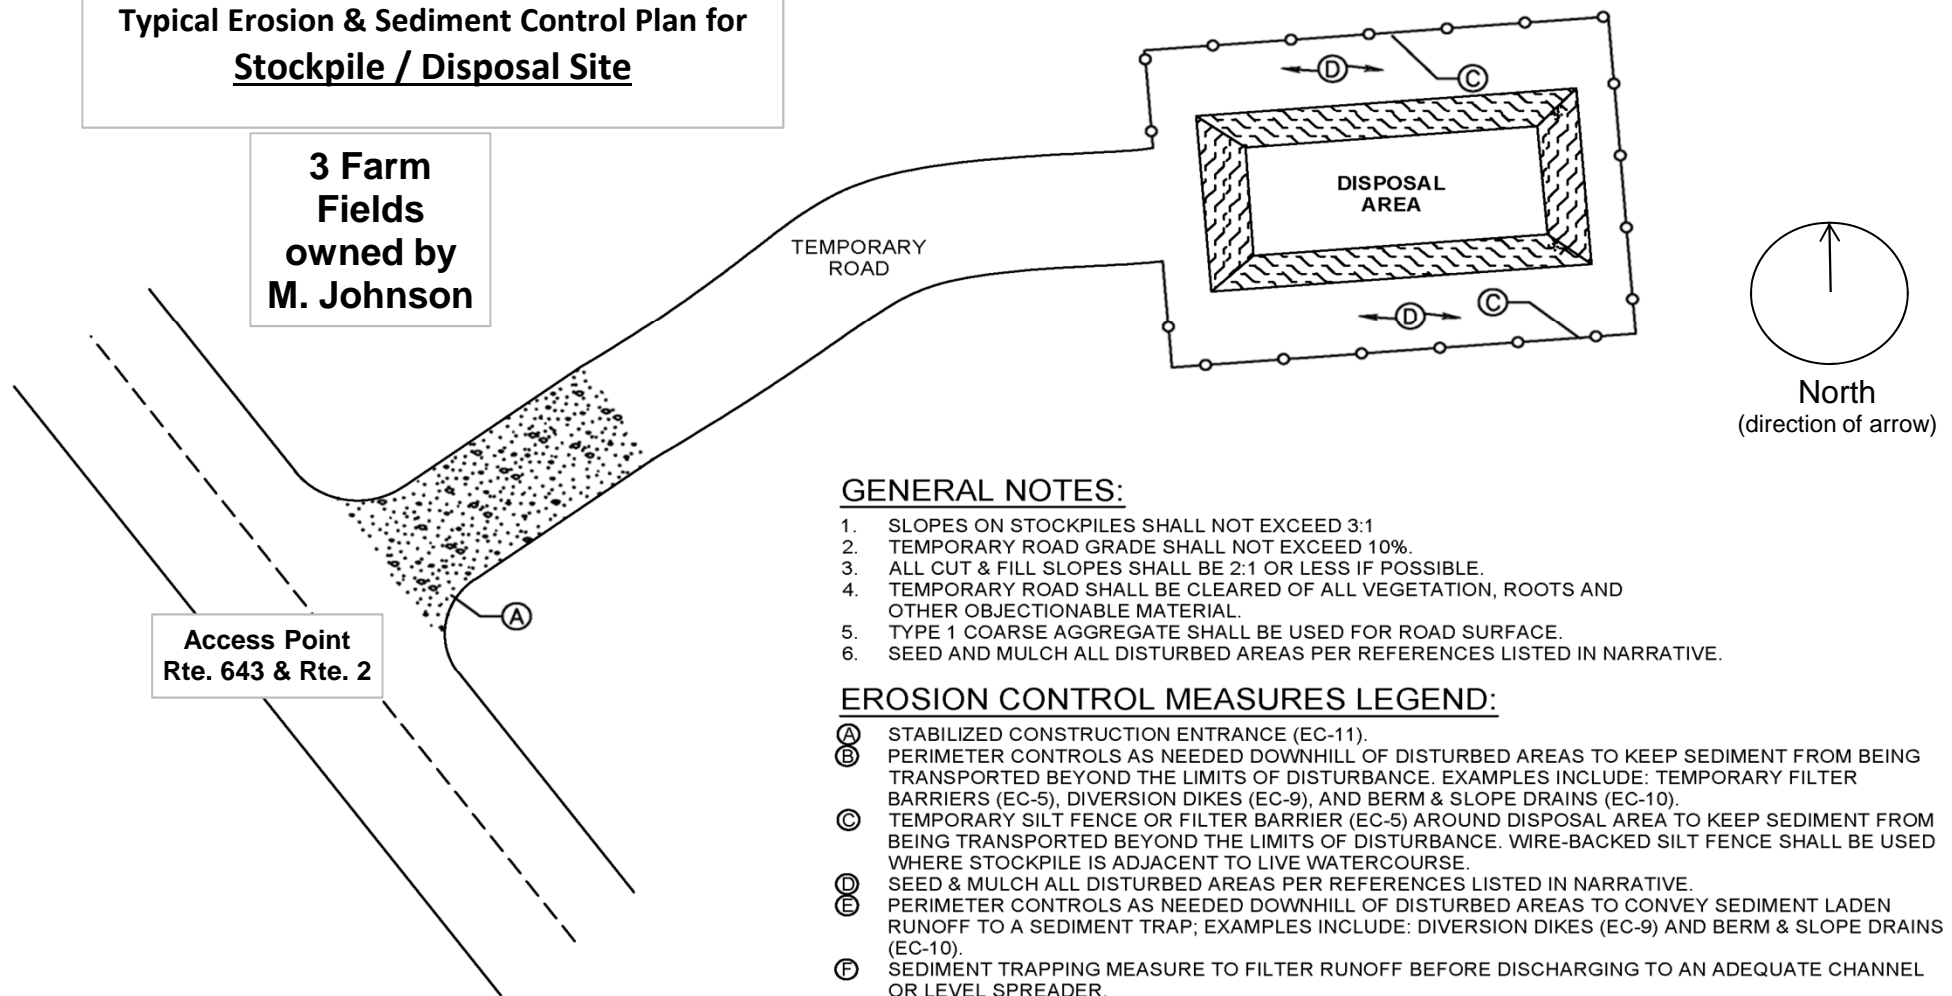 Typical Erosion & Sediment Control Plan for
Stockpile / Disposal Site
3 Farm
Fields
owned by
M. Johnson
D
C
DISPOSAL
AREA
TEMPORARY
ROAD
C
D
North
(direction of arrow)
A
Access Point
Rte. 643 & Rte. 2
GENERAL NOTES:
1. SLOPES ON STOCKPILES SHALL NOT EXCEED 3:1
2. TEMPORARY ROAD GRADE SHALL NOT EXCEED 10%.
3. ALL CUT & FILL SLOPES SHALL BE 2:1 OR LESS IF POSSIBLE.
4. TEMPORARY ROAD SHALL BE CLEARED OF ALL VEGETATION, ROOTS AND
OTHER OBJECTIONABLE MATERIAL.
5. TYPE 1 COARSE AGGREGATE SHALL BE USED FOR ROAD SURFACE.
6. SEED AND MULCH ALL DISTURBED AREAS PER REFERENCES LISTED IN NARRATIVE.
EROSION CONTROL MEASURES LEGEND:
A STABILIZED CONSTRUCTION ENTRANCE (EC-11).
B PERIMETER CONTROLS AS NEEDED DOWNHILL OF DISTURBED AREAS TO KEEP SEDIMENT FROM BEING
TRANSPORTED BEYOND THE LIMITS OF DISTURBANCE. EXAMPLES INCLUDE: TEMPORARY FILTER
BARRIERS (EC-5), DIVERSION DIKES (EC-9), AND BERM & SLOPE DRAINS (EC-10).
C TEMPORARY SILT FENCE OR FILTER BARRIER (EC-5) AROUND DISPOSAL AREA TO KEEP SEDIMENT FROM
BEING TRANSPORTED BEYOND THE LIMITS OF DISTURBANCE. WIRE-BACKED SILT FENCE SHALL BE USED
WHERE STOCKPILE IS ADJACENT TO LIVE WATERCOURSE.
D SEED & MULCH ALL DISTURBED AREAS PER REFERENCES LISTED IN NARRATIVE.
E PERIMETER CONTROLS AS NEEDED DOWNHILL OF DISTURBED AREAS TO CONVEY SEDIMENT LADEN
RUNOFF TO A SEDIMENT TRAP; EXAMPLES INCLUDE: DIVERSION DIKES (EC-9) AND BERM & SLOPE DRAINS
(EC-10).
F SEDIMENT TRAPPING MEASURE TO FILTER RUNOFF BEFORE DISCHARGING TO AN ADEQUATE CHANNEL
OR LEVEL SPREADER.